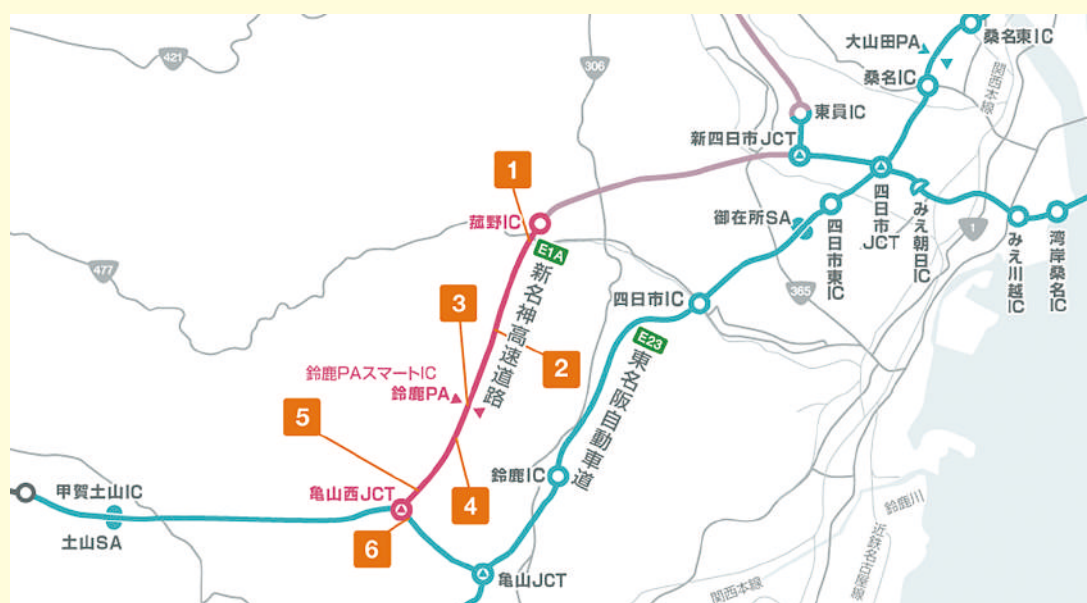 421
306
大山田PA
桑名東IC
桑名IC
関西本線
東員IC
新四日市JCT
1
菰野IC
御在所SA
四日市JCT
みえ朝日IC
四日市東IC
1
みえ川越IC
湾岸桑名IC
E1A
新名神高速道路
477
365
3
四日市IC
2
E23
東名阪自動車道
鈴鹿PAスマートIC
鈴鹿PA
5
4
鈴鹿IC
甲賀土山IC
亀山西JCT
土山SA
6
亀山JCT
鈴鹿川
近鉄名古屋線
関西本線